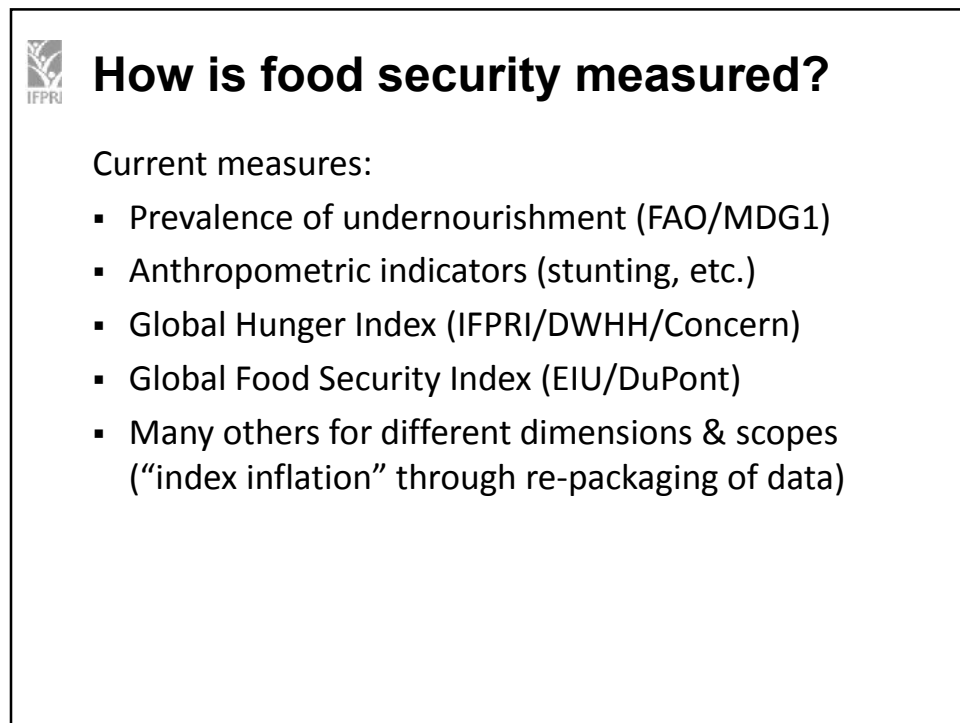 IFPRI
How is food security measured?
Current measures:
▪ Prevalence of undernourishment (FAO/MDG1)
▪ Anthropometric indicators (stunting, etc.)
▪ Global Hunger Index (IFPRI/DWHH/Concern)
▪ Global Food Security Index (EIU/DuPont)
▪ Many others for different dimensions & scopes
(“index inflation” through re-packaging of data)